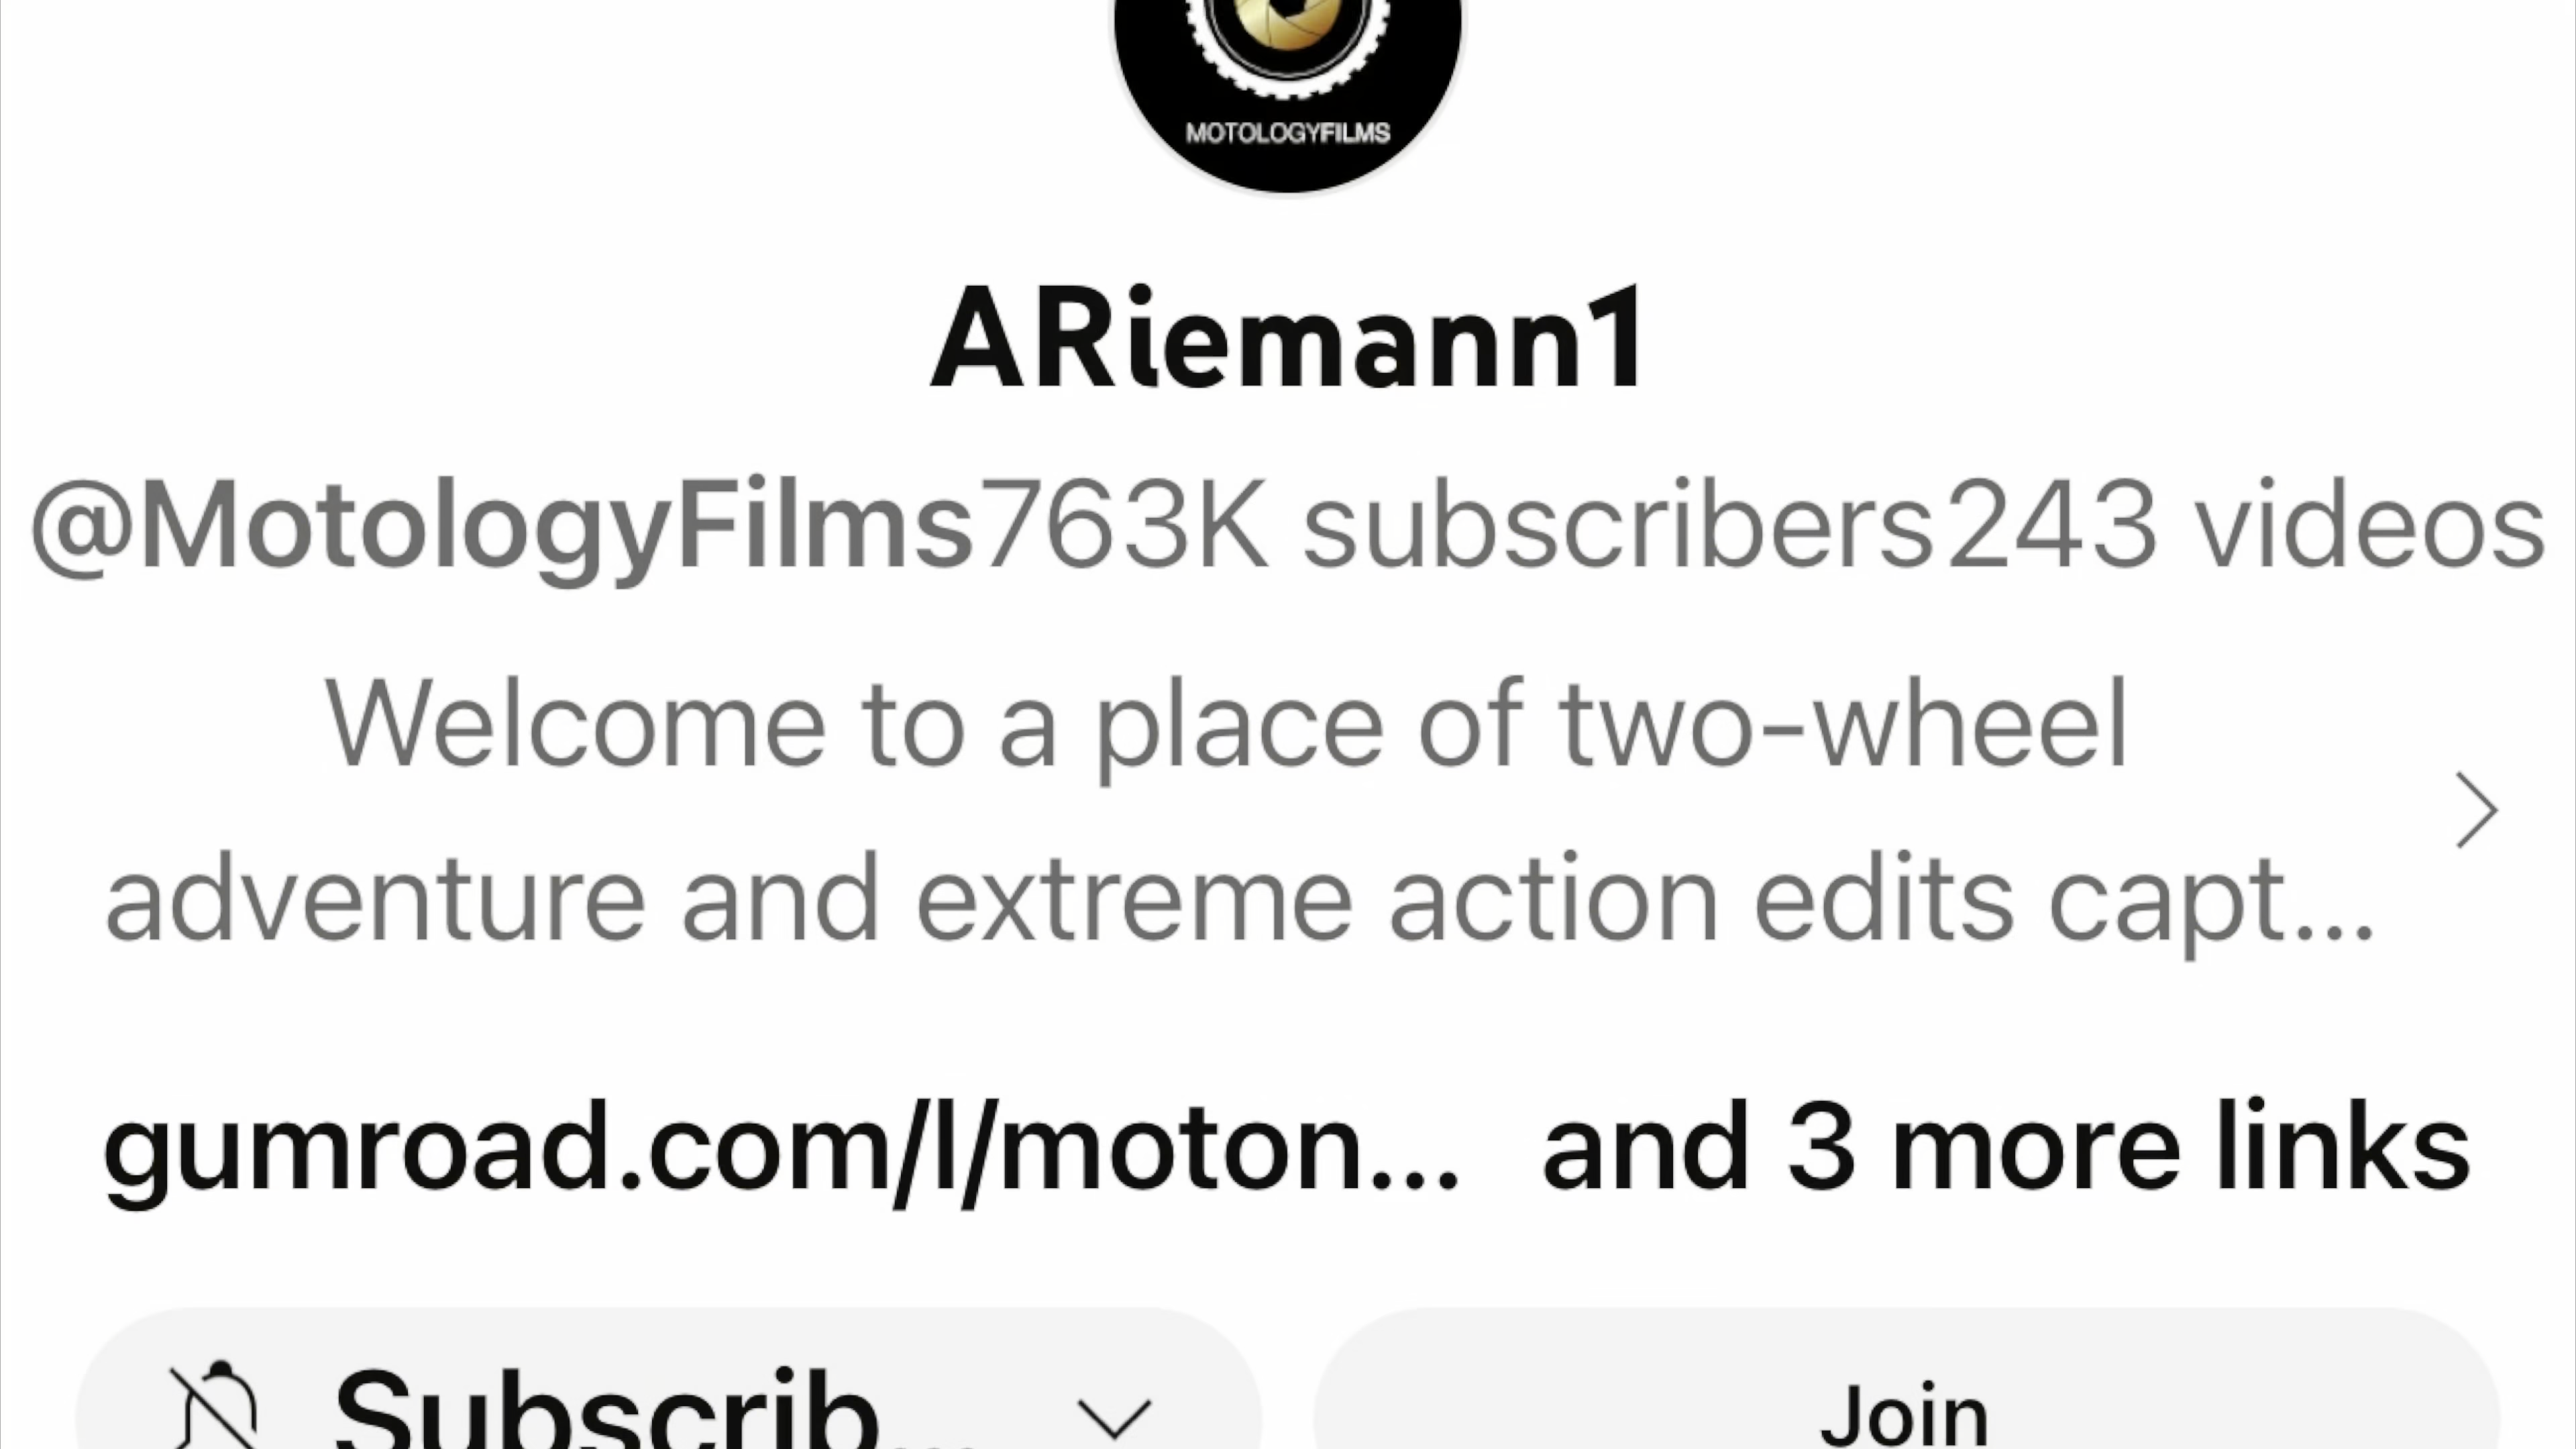 MOTOLOGYFILMS
ARiemann1
@MotologyFilms763K subscribers243 videos
Welcome to a place of two-wheel
adventure and extreme action edits capt...
gumroad.com/l/moton... and 3 more links
Subscrib... Join